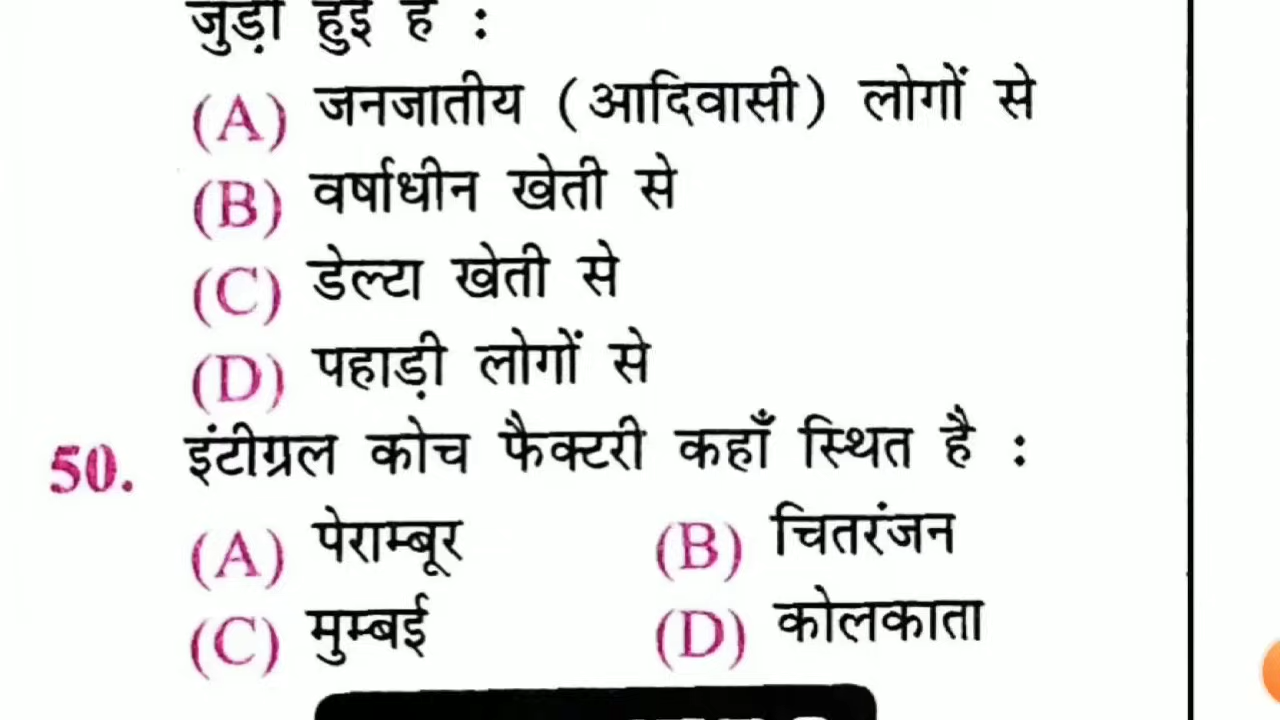 जुड़ी हुई है :
(A) जनजातीय (आदिवासी) लोगों से
(B) वर्षाधीन खेती से
(C) डेल्टा खेती से
(D) पहाड़ी लोगों से
50. इंटीग्रल कोच फैक्टरी कहाँ स्थित है :
(A) पेराम्बूर (B) चितरंजन
(C) मुम्बई (D) कोलकाता